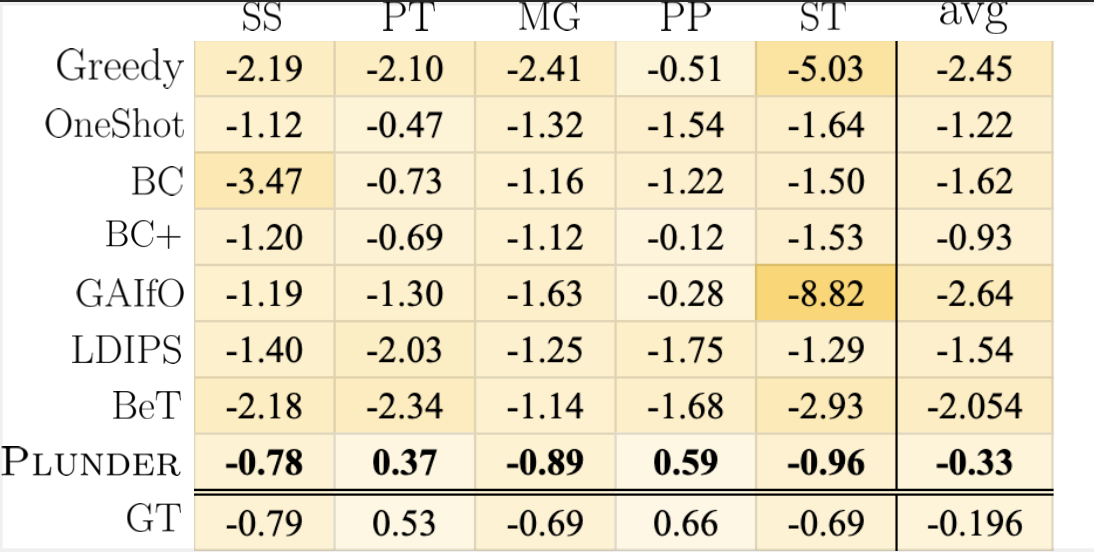 SS PT MG PP ST avg
Greedy -2.19 -2.10 -2.41 -0.51 -5.03 -2.45
OneShot -1.12 -0.47 -1.32 -1.54 -1.64 -1.22
BC -3.47 -0.73 -1.16 -1.22 -1.50 -1.62
BC+ -1.20 -0.69 -1.12 -0.12 -1.53 -0.93
GAIfO -1.19 -1.30 -1.63 -0.28 -8.82 -2.64
LDIPS -1.40 -2.03 -1.25 -1.75 -1.29 -1.54
BeT -2.18 -2.34 -1.14 -1.68 -2.93 -2.054
PLUNDER -0.78 0.37 -0.89 0.59 -0.96 -0.33
GT -0.79 0.53 -0.69 0.66 -0.69 -0.196